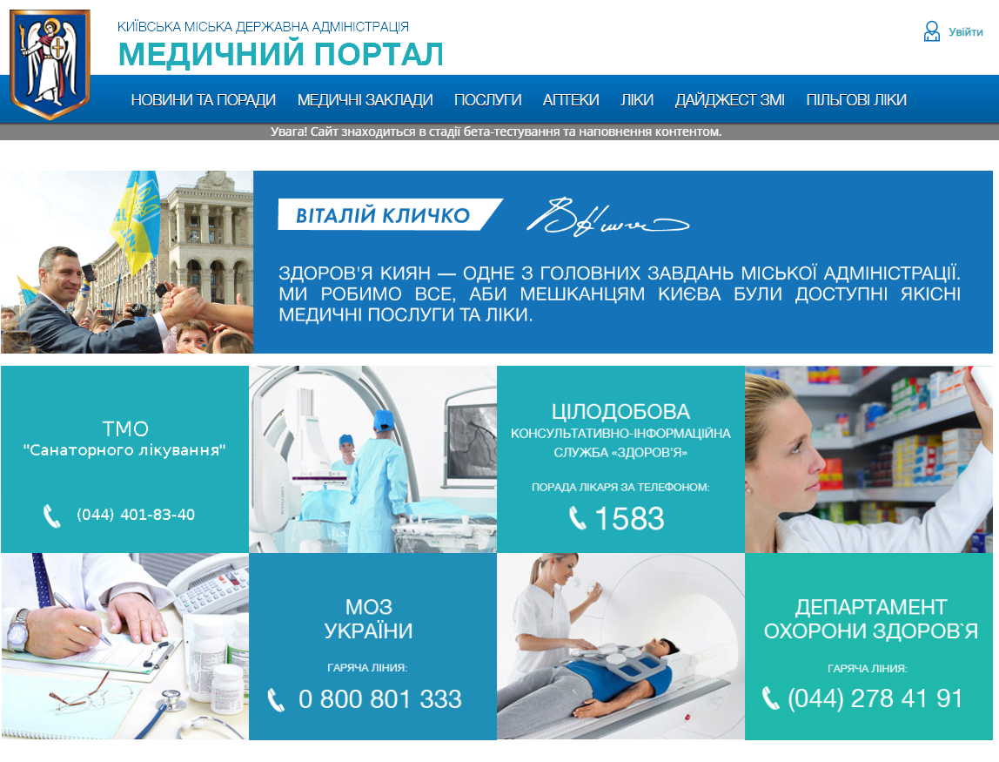 КИЇВСЬКА МІСЬКА ДЕРЖАВНА АДМІНІСТРАЦІЯ
МЕДИЧНИЙ ПОРТАЛ
Увійти
НОВИНИ ТА ПОРАДИ МЕДИЧНІ ЗАКЛАДИ ПОСЛУГИ АПТЕКИ ЛІКИ ДАЙДЖЕСТ ЗМІ ПІЛЬГОВІ ЛІКИ
Увага! Сайт знаходиться в стадії бета-тестування та наповнення контентом.
ВІТАЛІЙ КЛИЧКО
ЗДОРОВ'Я КИЯН — ОДНЕ З ГОЛОВНИХ ЗАВДАНЬ МІСЬКОЇ АДМІНІСТРАЦІЇ.
МИ РОБИМО ВСЕ, АБИ МЕШКАНЦЯМ КИЄВА БУЛИ ДОСТУПНІ ЯКІСНІ
МЕДИЧНІ ПОСЛУГИ ТА ЛІКИ.
ТМО
"Санаторного лікування"
(044) 401-83-40
ЦІЛОДОБОВА
КОНСУЛЬТАТИВНО-ІНФОРМАЦІЙНА
СЛУЖБА «ЗДОРОВ'Я»
ПОРАДА ЛІКАРЯ ЗА ТЕЛЕФОНОМ:
1583
МОЗ
УКРАЇНИ
ГАРЯЧА ЛІНИЯ:
0 800 801 333
ДЕПАРТАМЕНТ
ОХОРОНИ ЗДОРОВ`Я
ГАРЯЧА ЛІНИЯ:
(044) 278 41 91